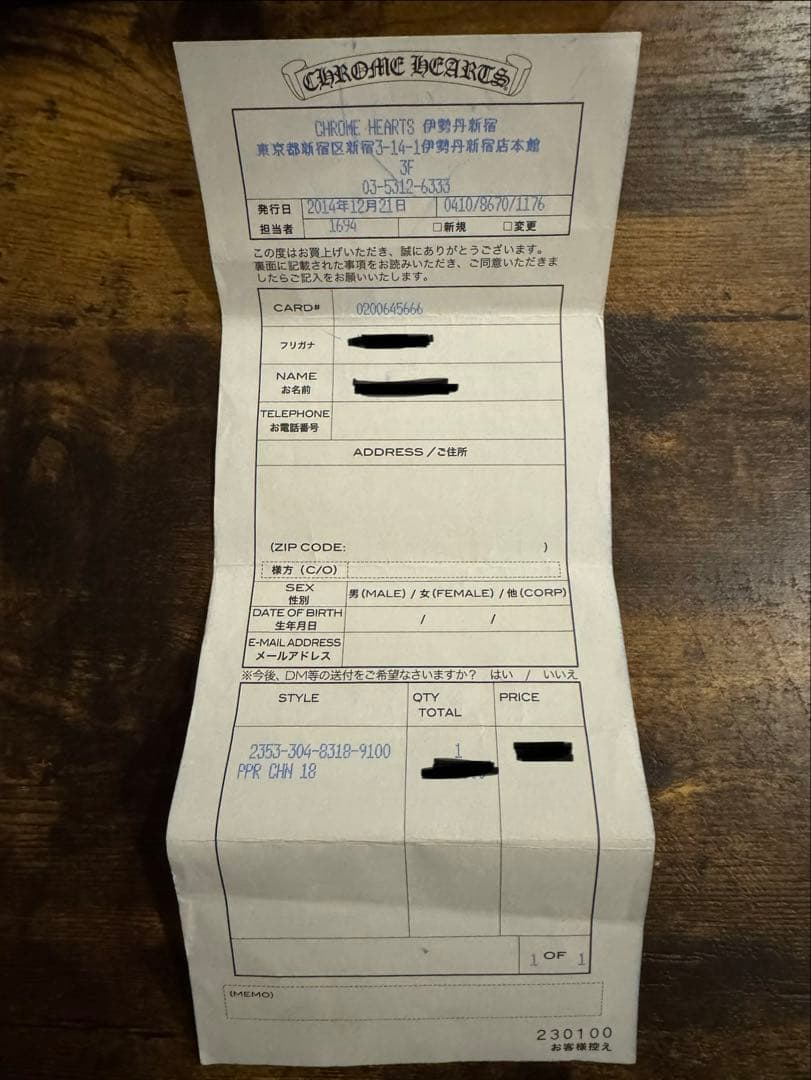 CHROME HEARTS
CHROME HEARTS 伊勢丹新宿
東京都新宿区新宿3-14-1伊勢丹新宿店本館
3F
03-5312-6333
発行日 2014年12月21日 0410/8670/1176
担当者 1694 □新規 □変更
この度はお買上げいただき、誠にありがとうございます。
裏面に記載された事項をお読みいただき、ご同意いただきま
したらご記入をお願いいたします。
CARD# 0200645666
フリガナ
NAME
お名前
TELEPHONE
お電話番号
ADDRESS/ご住所
(ZIP CODE: )
様方 (C/O)
SEX
性別
男(MALE) / 女(FEMALE) / 他(CORP)
DATE OF BIRTH
生年月日
/ /
E-MAIL ADDRESS
メールアドレス
※今後、DM等の送付をご希望なさいますか? はい / いいえ
STYLE QTY TOTAL PRICE
2353-304-8318-9100 1
PPR CHN 18
1 OF 1
(MEMO)
230100
お客様控え